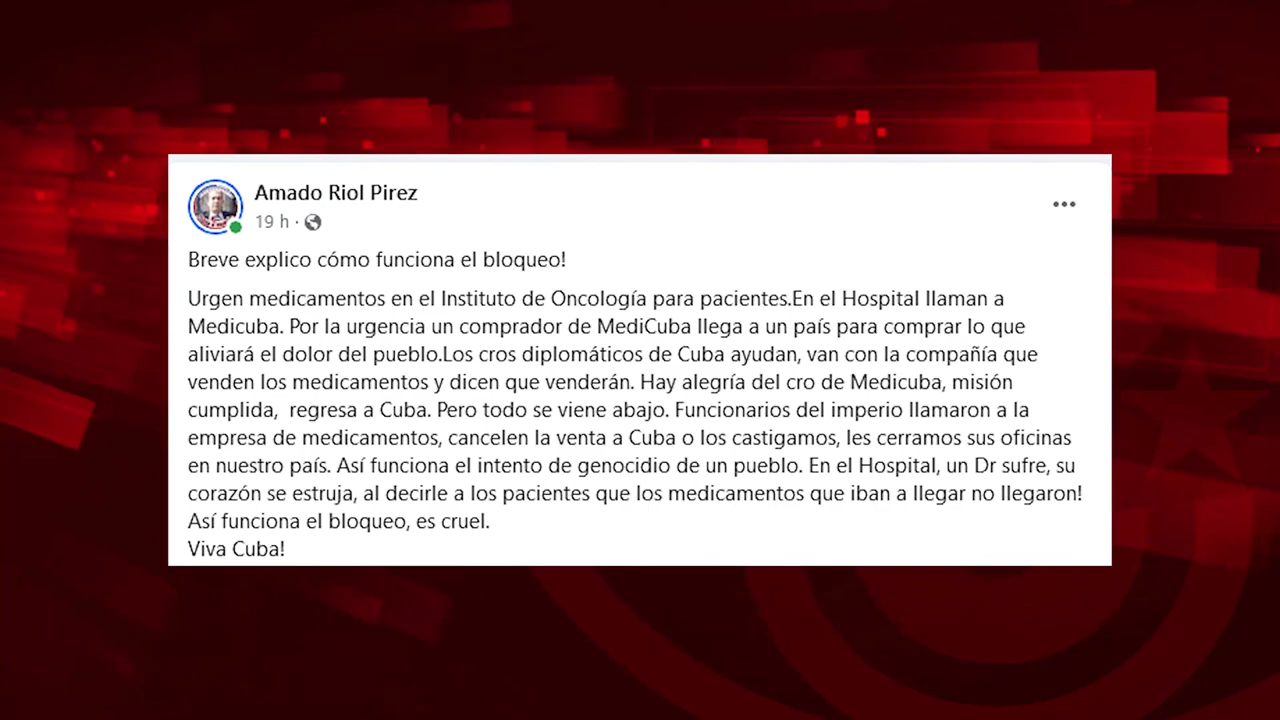 Amado Riol Pirez
19 h ·
Breve explico cómo funciona el bloqueo!
Urgen medicamentos en el Instituto de Oncología para pacientes.En el Hospital llaman a
Medicuba. Por la urgencia un comprador de MediCuba llega a un país para comprar lo que
aliviará el dolor del pueblo.Los cros diplomáticos de Cuba ayudan, van con la compañía que
venden los medicamentos y dicen que venderán. Hay alegría del cro de Medicuba, misión
cumplida,  regresa a Cuba. Pero todo se viene abajo. Funcionarios del imperio llamaron a la
empresa de medicamentos, cancelen la venta a Cuba o los castigamos, les cerramos sus oficinas
en nuestro país. Así funciona el intento de genocidio de un pueblo. En el Hospital, un Dr sufre, su
corazón se estruja, al decirle a los pacientes que los medicamentos que iban a llegar no llegaron!
Así funciona el bloqueo, es cruel.
Viva Cuba!